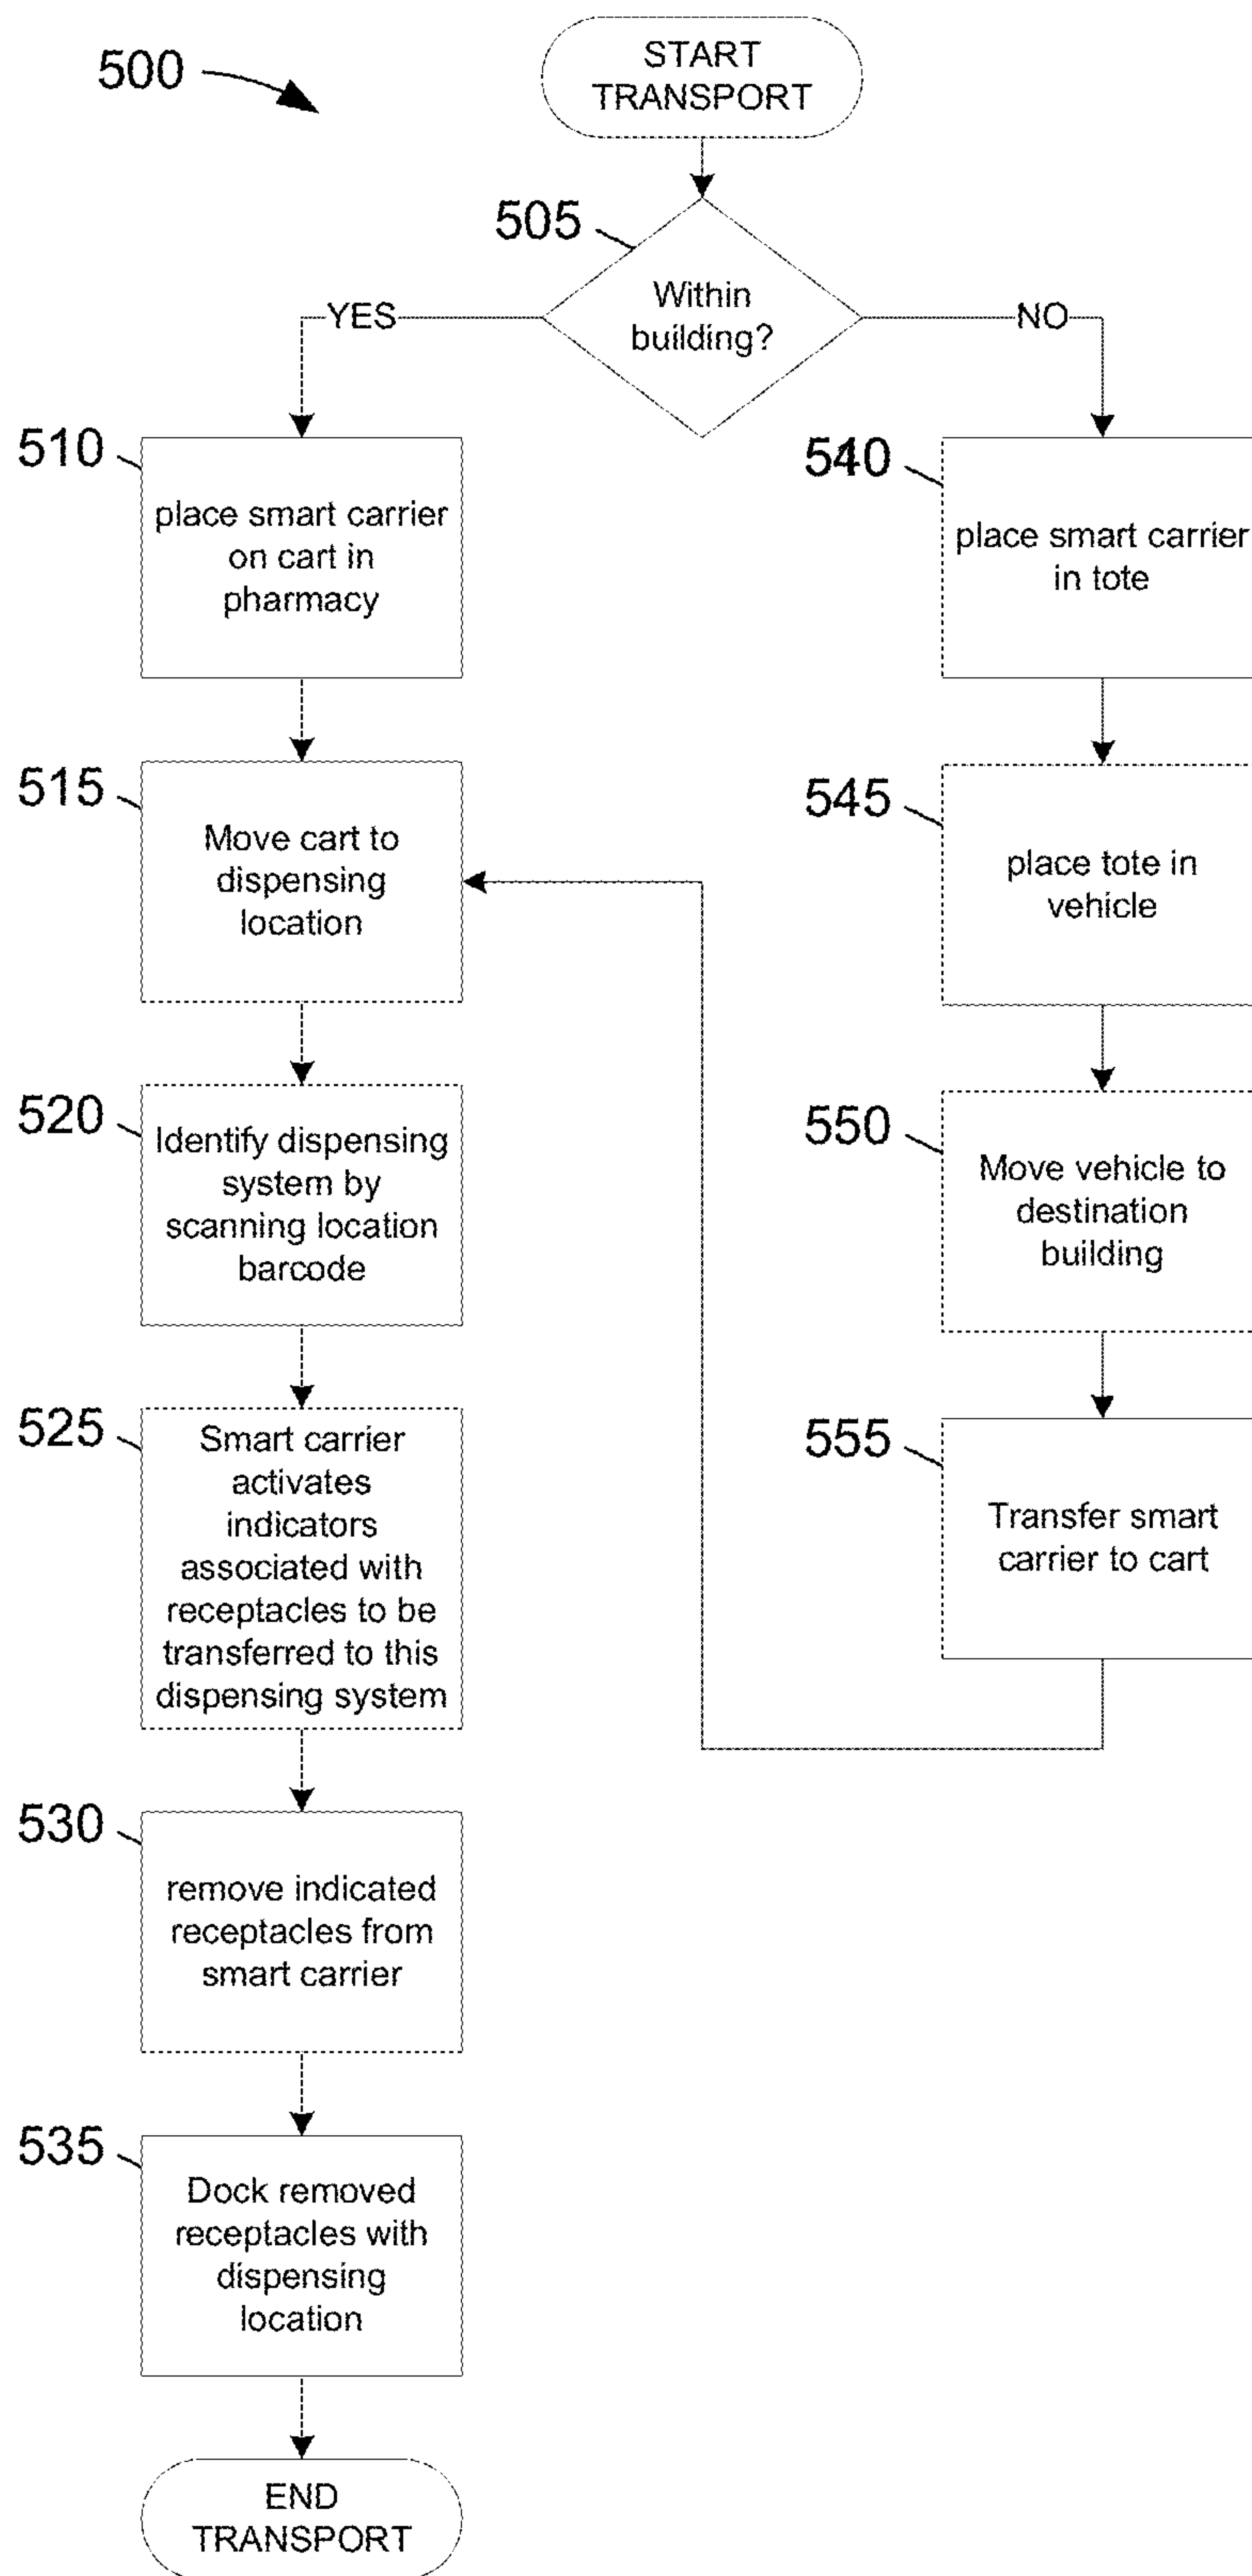 500
START
TRANSPORT
505
Within
building?
YES
NO
510
place smart carrier
on cart in
pharmacy
515
Move cart to
dispensing
location
520
Identify dispensing
system by
scanning location
barcode
525
Smart carrier
activates
indicators
associated with
receptacles to be
transferred to this
dispensing system
530
remove indicated
receptacles from
smart carrier
535
Dock removed
receptacles with
dispensing
location
END
TRANSPORT
540
place smart carrier
in tote
545
place tote in
vehicle
550
Move vehicle to
destination
building
555
Transfer smart
carrier to cart